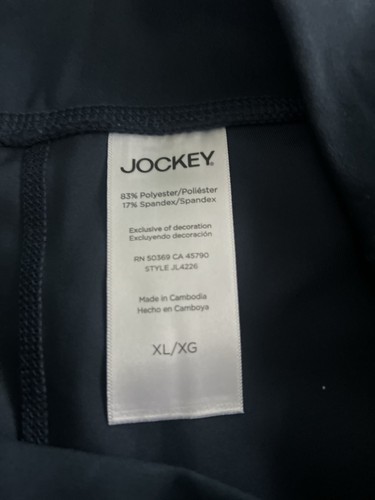 JOCKEY
83% Polyester/Poliéster
17% Spandex/Spandex
Exclusive of decoration
Excluyendo decoración
RN 50369 CA 45790
STYLE JL4226
Made in Cambodia
Hecho en Camboya
XL/XG